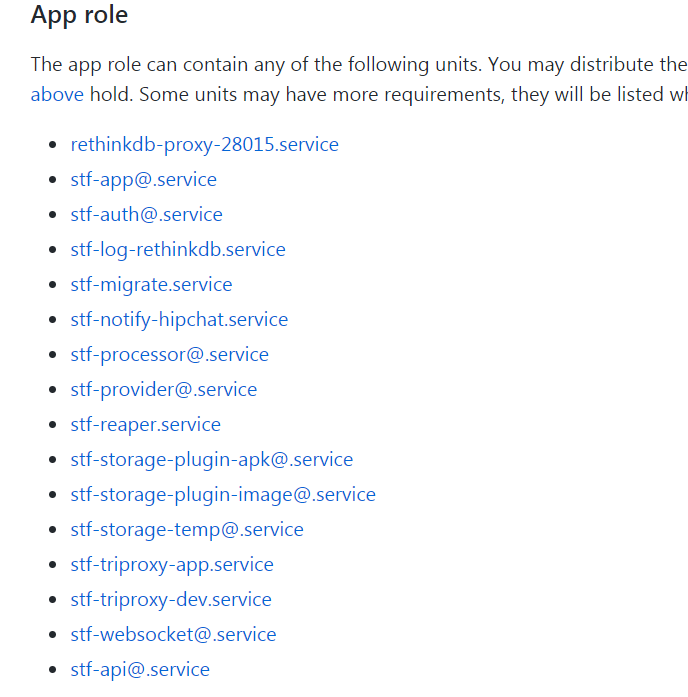 App role
The app role can contain any of the following units. You may distribute the
above hold. Some units may have more requirements, they will be listed
rethinkdb-proxy-28015.service
stf-app@.service
stf-auth@.service
stf-log-rethinkdb.service
stf-migrate.service
stf-notify-hipchat.service
stf-processor@.service
stf-provider@.service
stf-reaper.service
stf-storage-plugin-apk@.service
stf-storage-plugin-image@.service
stf-storage-temp@.service
stf-triproxy-app.service
stf-triproxy-dev.service
stf-websocket@.service
stf-api@.service